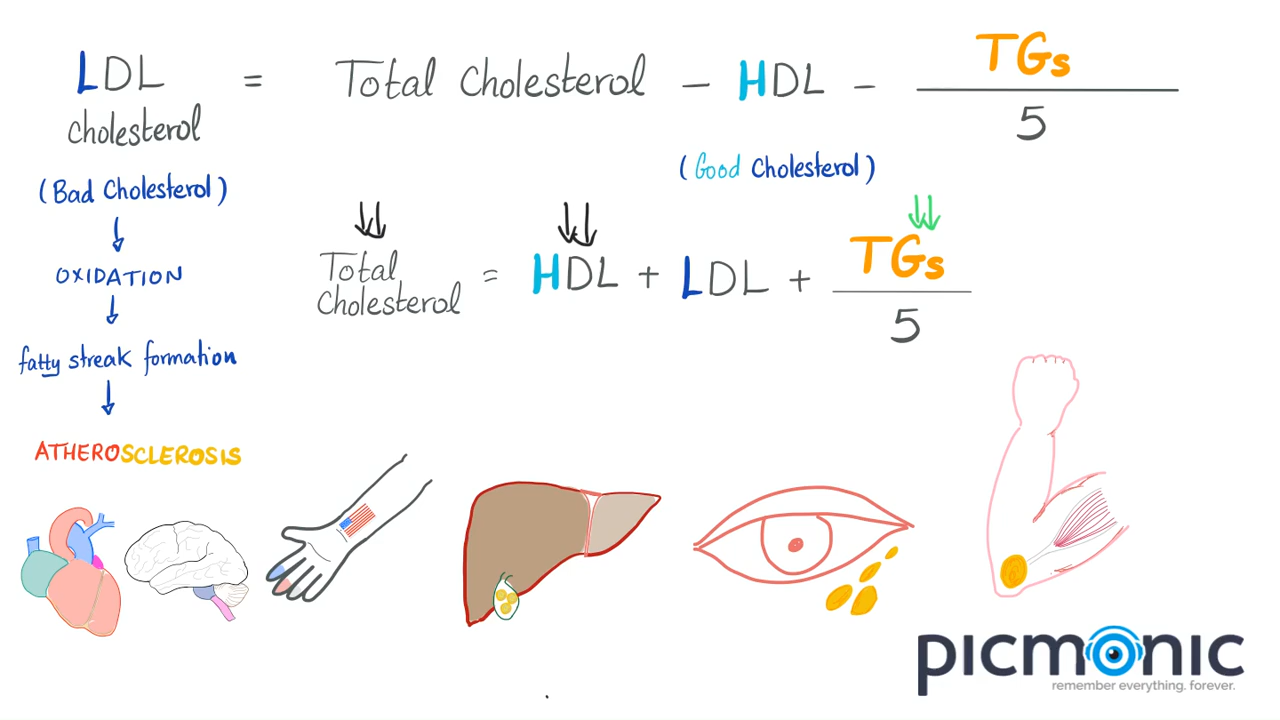 LDL = Total Cholesterol - HDL - TGs
cholesterol 5
(Bad Cholesterol) (Good Cholesterol)
OXIDATION
Total Cholesterol = HDL + LDL + TGs
5
fatty streak formation
ATHEROSCLEROSIS
picmonic
remember everything. forever.